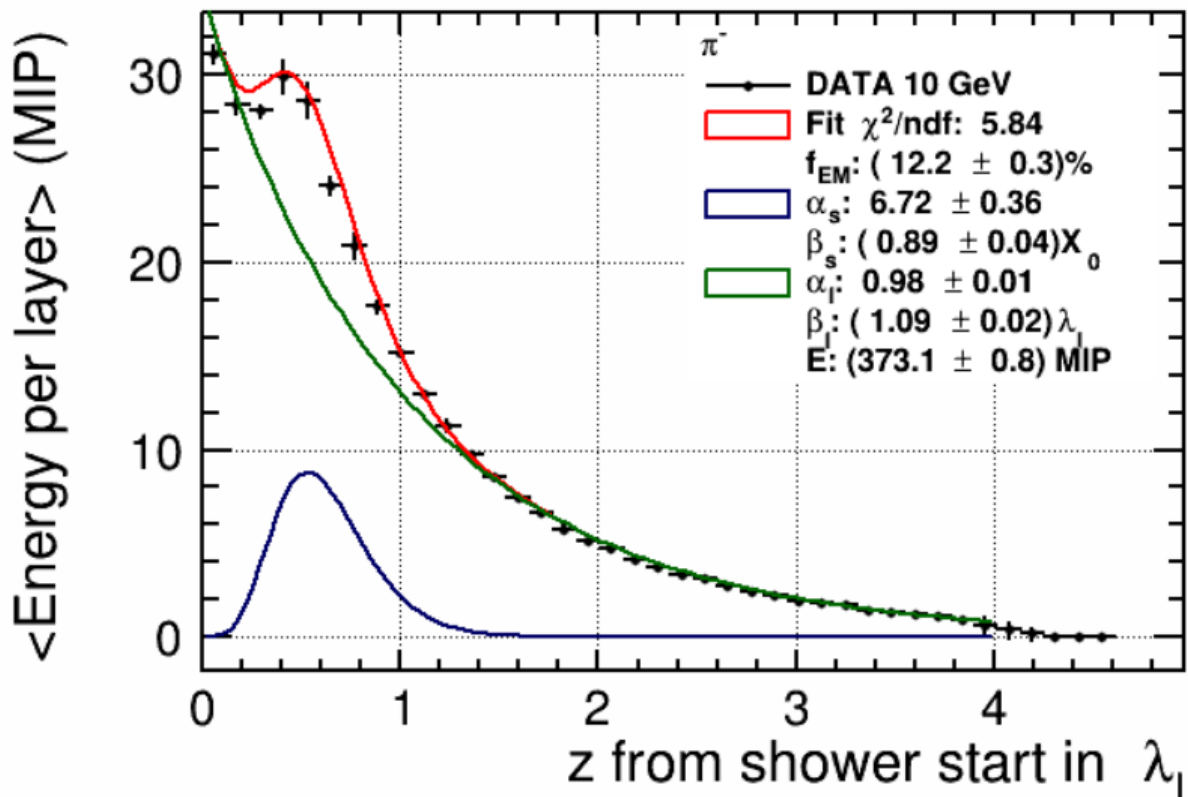 <Energy per layer> (MIP)
30
20
10
0
π⁻
DATA 10 GeV
Fit χ²/ndf: 5.84
f_EM: ( 12.2 ± 0.3)%
α_s: 6.72 ± 0.36
β_s: ( 0.89 ± 0.04)X_0
α_l: 0.98 ± 0.01
β_l: ( 1.09 ± 0.02) λ_I
E: (373.1 ± 0.8) MIP
0 1 2 3 4
z from shower start in λ_I